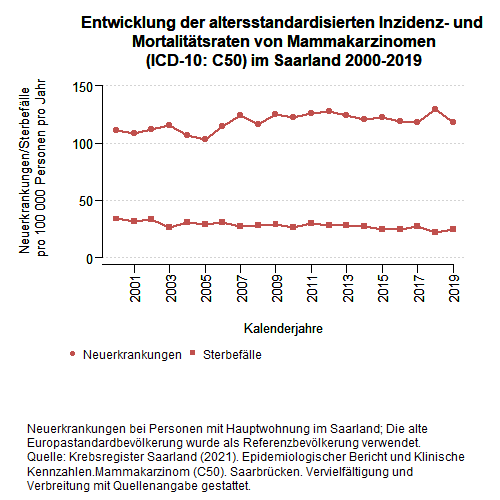 Entwicklung der altersstandardisierten Inzidenz- und
Mortalitätsraten von Mammakarzinomen
(ICD-10: C50) im Saarland 2000-2019
Neuerkrankungen/Sterbefälle
pro 100 000 Personen pro Jahr
150
100
50
0
2001 2003 2005 2007 2009 2011 2013 2015 2017 2019
Kalenderjahre
Neuerkrankungen Sterbefälle
Neuerkrankungen bei Personen mit Hauptwohnung im Saarland; Die alte
Europastandardbevölkerung wurde als Referenzbevölkerung verwendet.
Quelle: Krebsregister Saarland (2021). Epidemiologischer Bericht und Klinische
Kennzahlen.Mammakarzinom (C50). Saarbrücken. Vervielfältigung und
Verbreitung mit Quellenangabe gestattet.